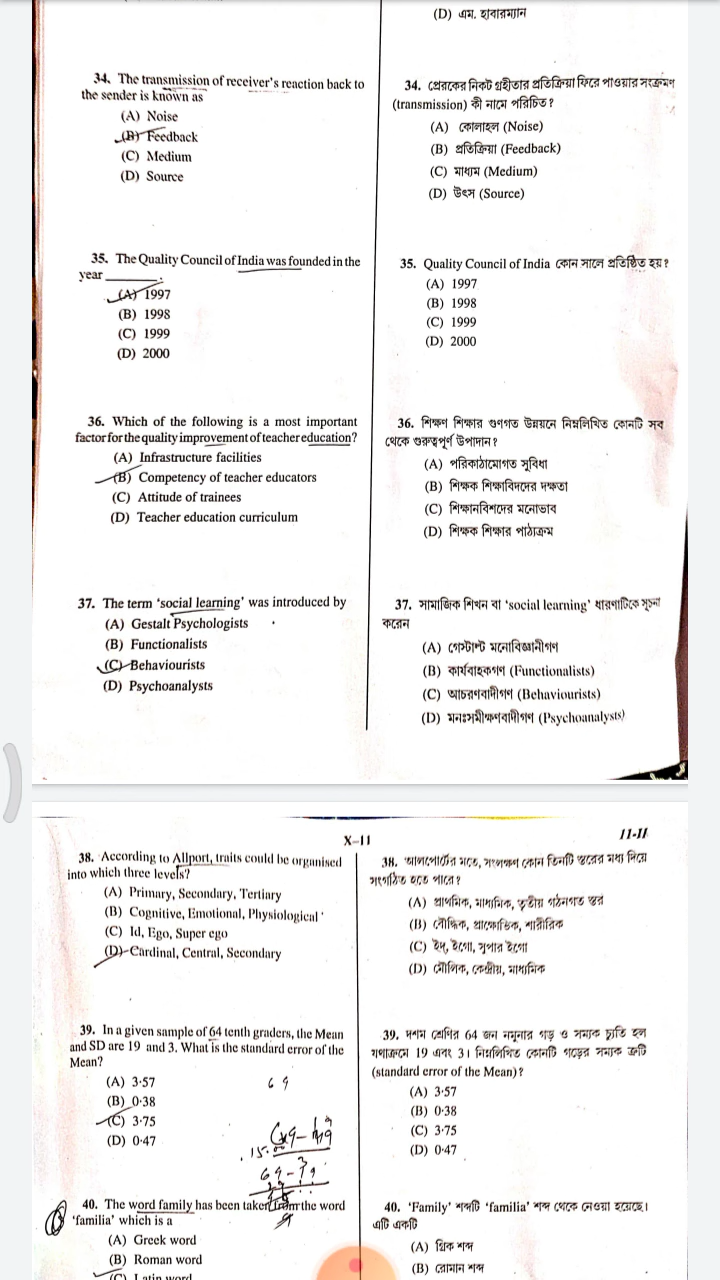 (D) এম. হাবারম্যান
34. The transmission of receiver's reaction back to
the sender is known as
(A) Noise
(B) Feedback
(C) Medium
(D) Source
34. প্রেরকের নিকট গ্রহীতার প্রতিক্রিয়া ফিরে পাওয়ার সংক্রমণ
(transmission) কী নামে পরিচিত?
(A) কোলাহল (Noise)
(B) প্রতিক্রিয়া (Feedback)
(C) মাধ্যম (Medium)
(D) উৎস (Source)
35. The Quality Council of India was founded in the
year ________.
(A) 1997
(B) 1998
(C) 1999
(D) 2000
35. Quality Council of India কোন সালে প্রতিষ্ঠিত হয়?
(A) 1997
(B) 1998
(C) 1999
(D) 2000
36. Which of the following is a most important
factor for the quality improvement of teacher education?
(A) Infrastructure facilities
(B) Competency of teacher educators
(C) Attitude of trainees
(D) Teacher education curriculum
36. শিক্ষণ শিক্ষার গুণগত উন্নয়নে নিম্নলিখিত কোনটি সব
থেকে গুরুত্বপূর্ণ উপাদান?
(A) পরিকাঠামোগত সুবিধা
(B) শিক্ষক শিক্ষাবিদদের দক্ষতা
(C) শিক্ষানবিশদের মনোভাব
(D) শিক্ষক শিক্ষার পাঠ্যক্রম
37. The term 'social learning' was introduced by
(A) Gestalt Psychologists
(B) Functionalists
(C) Behaviourists
(D) Psychoanalysts
37. সামাজিক শিখন বা 'social learning' ধারণাটিকে সূচনা
করেন
(A) গেস্টাল্ট মনোবিজ্ঞানীগণ
(B) কার্যবাহকগণ (Functionalists)
(C) আচরণবাদীগণ (Behaviourists)
(D) মনঃসমীক্ষণবাদীগণ (Psychoanalysts)
X-11
11-II
38. According to Allport, traits could be organised
into which three levels?
(A) Primary, Secondary, Tertiary
(B) Cognitive, Emotional, Physiological
(C) Id, Ego, Super ego
(D) Cardinal, Central, Secondary
38. আলপোর্টের মতে, সংলক্ষণ কোন তিনটি স্তরের মধ্য দিয়ে
সংগঠিত হতে পারে?
(A) প্রাথমিক, মাধ্যমিক, তৃতীয় গঠনগত স্তর
(B) বৌদ্ধিক, প্রাক্ষোভিক, শারীরিক
(C) ইদ্, ইগো, সুপার ইগো
(D) মৌলিক, কেন্দ্রীয়, মাধ্যমিক
39. In a given sample of 64 tenth graders, the Mean
and SD are 19 and 3. What is the standard error of the
Mean?
(A) 3·57
(B) 0·38
(C) 3·75
(D) 0·47
39. দশম শ্রেণির 64 জন নমুনার গড় ও সম্যক চ্যুতি হল
যথাক্রমে 19 এবং 3। নিম্নলিখিত কোনটি গড়ের সম্যক ত্রুটি
(standard error of the Mean)?
(A) 3·57
(B) 0·38
(C) 3·75
(D) 0·47
40. The word family has been taken from the word
'familia' which is a
(A) Greek word
(B) Roman word
(C) Latin word
40. 'Family' শব্দটি 'familia' শব্দ থেকে নেওয়া হয়েছে।
এটি একটি
(A) গ্রিক শব্দ
(B) রোমান শব্দ